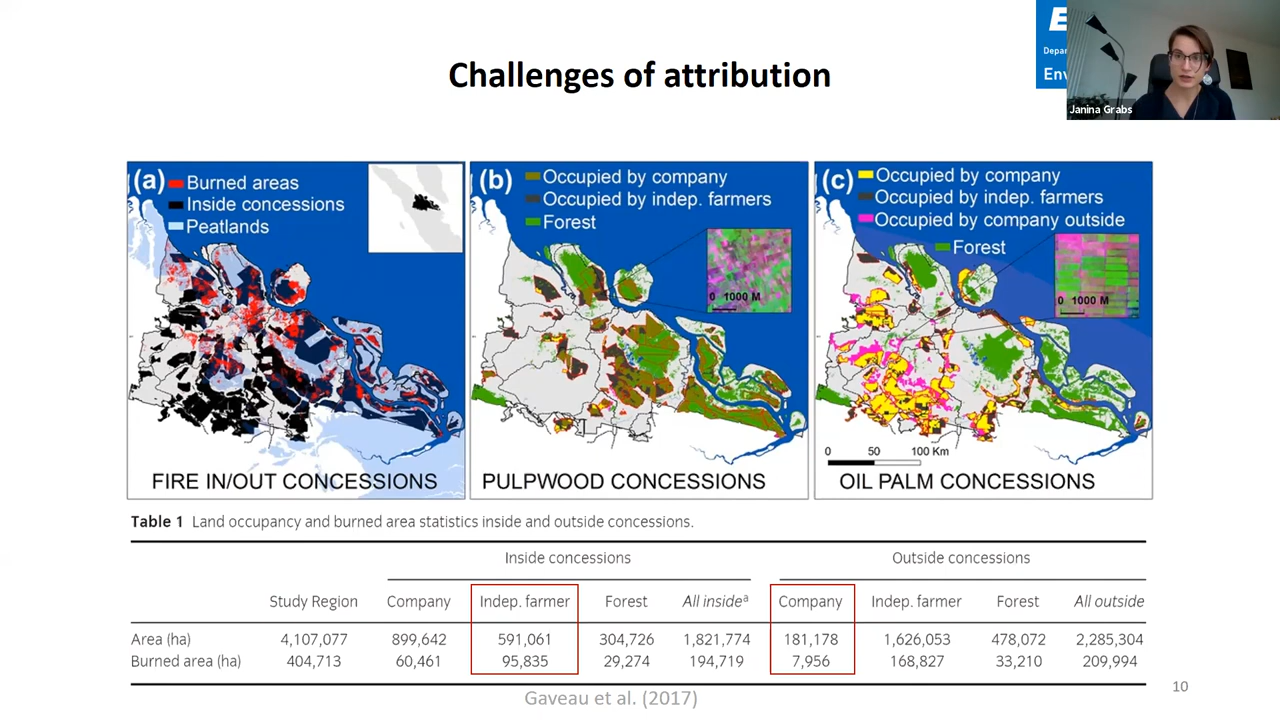 Challenges of attribution
E
Depa
Env
Janina Grabs
(a)
Burned areas
Inside concessions
Peatlands
FIRE IN/OUT CONCESSIONS
(b)
Occupied by company
Occupied by indep. farmers
Forest
0 1000 M
PULPWOOD CONCESSIONS
(c)
Occupied by company
Occupied by indep. farmers
Occupied by company outside
Forest
0 1000 M
0 50 100 Km
OIL PALM CONCESSIONS
Table 1 Land occupancy and burned area statistics inside and outside concessions.
Inside concessions Outside concessions
Study Region Company Indep. farmer Forest All insideᵃ Company Indep. farmer Forest All outside
Area (ha) 4,107,077 899,642 591,061 304,726 1,821,774 181,178 1,626,053 478,072 2,285,304
Burned area (ha) 404,713 60,461 95,835 29,274 194,719 7,956 168,827 33,210 209,994
Gaveau et al. (2017)
10